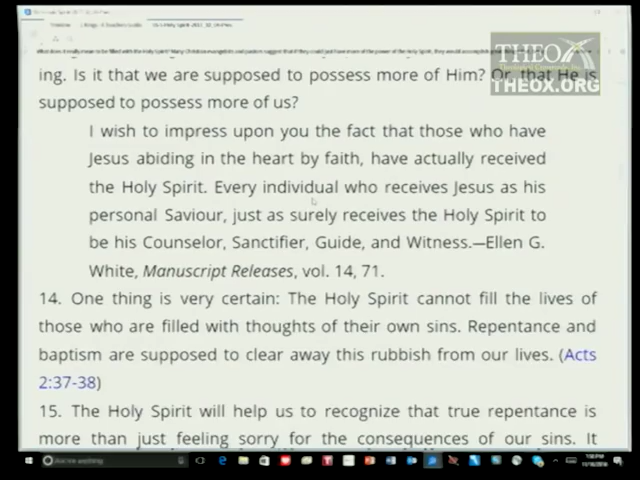 THEOX
THEOX.ORG
ing. Is it that we are supposed to possess more of Him? Or, that He is
supposed to possess more of us?
I wish to impress upon you the fact that those who have
Jesus abiding in the heart by faith, have actually received
the Holy Spirit. Every individual who receives Jesus as his
personal Saviour, just as surely receives the Holy Spirit to
be his Counselor, Sanctifier, Guide, and Witness.—Ellen G.
White, Manuscript Releases, vol. 14, 71.
14. One thing is very certain: The Holy Spirit cannot fill the lives of
those who are filled with thoughts of their own sins. Repentance and
baptism are supposed to clear away this rubbish from our lives. (Acts
2:37-38)
15. The Holy Spirit will help us to recognize that true repentance is
more than just feeling sorry for the consequences of our sins. It